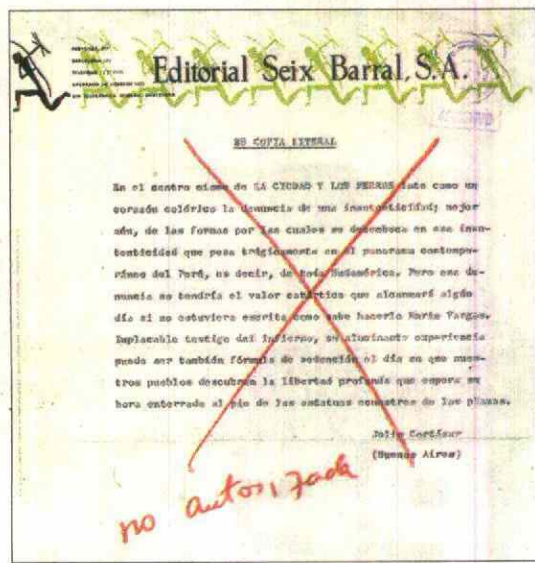 Editorial Seix Barral, S.A.
ES COPIA LITERAL
En el centro mismo de LA CIUDAD Y LOS PERROS late como un
corazón colérico la denuncia de una inautenticidad; mejor
aún, de las formas por las cuales se desemboca en esa inau-
tenticidad que pesa trágicamente en el panorama contempo-
ráneo del Perú, es decir, de toda Sudamérica. Pero esa de-
nuncia no tendría el valor catártico que alcanzará algún
día si no estuviera escrita como sabe hacerlo Mario Vargas.
Implacable testigo del infierno, su alucinante experiencia
puede ser también fórmula de redención el día en que nues-
tros pueblos descubran la libertad profunda que espera su
hora enterrada al pie de las estatuas ecuestres de las plazas.
Julio Cortázar
(Buenos Aires)
no autorizada